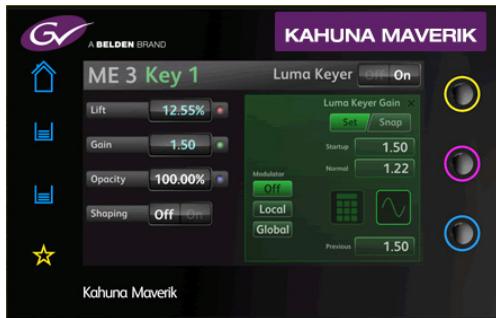 GV
A BELDEN BRAND
KAHUNA MAVERIK
ME 3 Key 1
Luma Keyer Off On
Lift 12.55%
Gain 1.50
Opacity 100.00%
Shaping Off On
Luma Keyer Gain ×
Set Snap
Startup 1.50
Normal 1.22
Modulator
Off
Local
Global
Previous 1.50
Kahuna Maverik